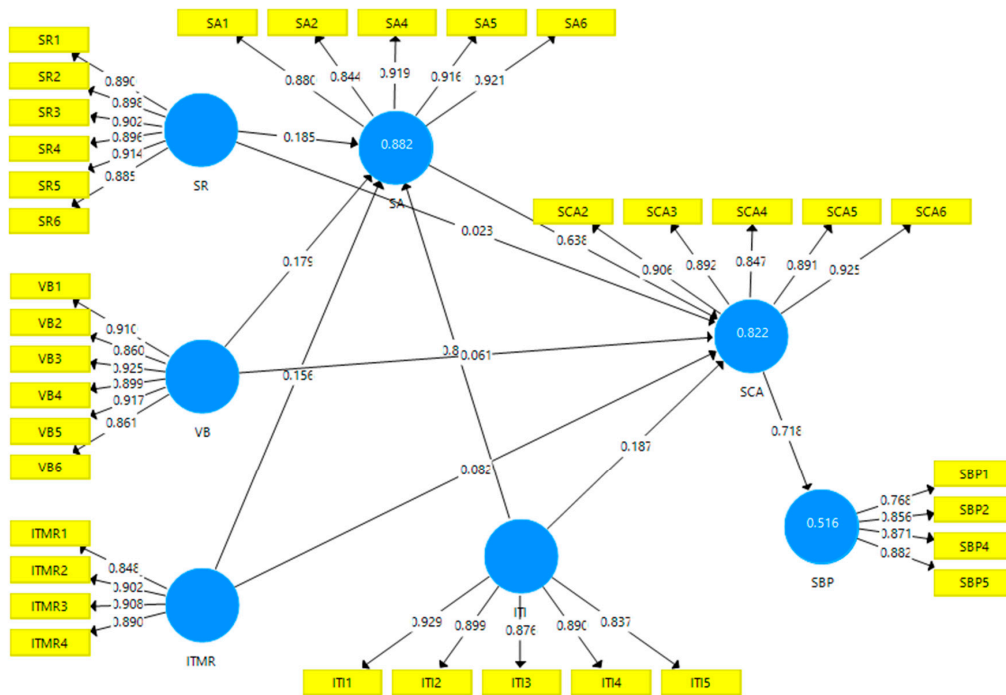 SA1
SA2
SA4
SA5
SA6
SR1
SR2
SR3
SR4
SR5
SR6
0.890
0.898
0.902
0.896
0.914
0.885
SR
0.880
0.844
0.919
0.916
0.921
0.882
SA
0.185
0.023
0.638
SCA2
SCA3
SCA4
SCA5
SCA6
0.906
0.892
0.847
0.891
0.925
0.822
SCA
0.179
VB1
VB2
VB3
VB4
VB5
VB6
0.910
0.860
0.925
0.899
0.917
0.861
VB
0.061
0.156
0.187
0.082
0.718
ITMR1
ITMR2
ITMR3
ITMR4
0.848
0.902
0.908
0.890
ITMR
ITI
0.929
0.899
0.876
0.890
0.837
ITI1
ITI2
ITI3
ITI4
ITI5
0.516
SBP
0.768
0.856
0.871
0.882
SBP1
SBP2
SBP4
SBP5